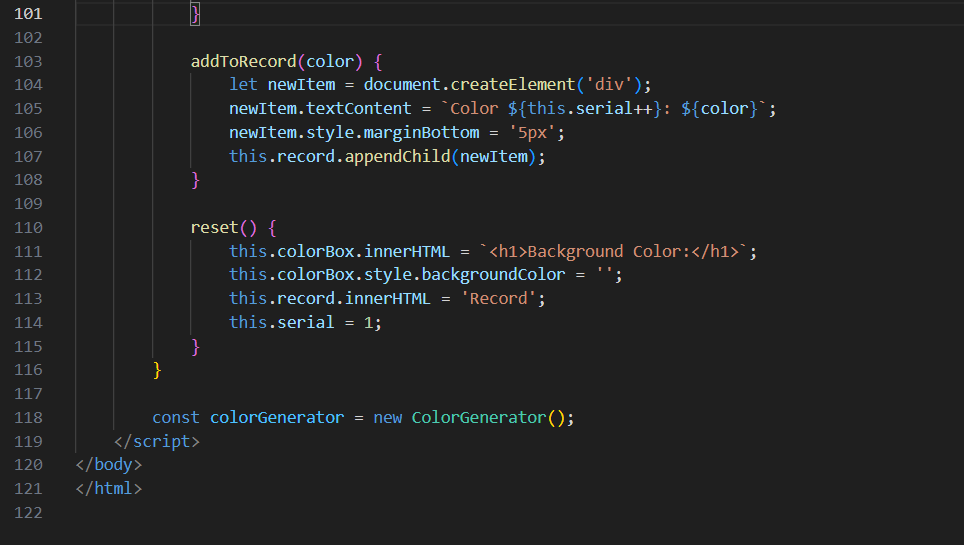 101             }
102
103             addToRecord(color) {
104                 let newItem = document.createElement('div');
105                 newItem.textContent = `Color ${this.serial++}: ${color}`;
106                 newItem.style.marginBottom = '5px';
107                 this.record.appendChild(newItem);
108             }
109
110             reset() {
111                 this.colorBox.innerHTML = `<h1>Background Color:</h1>`;
112                 this.colorBox.style.backgroundColor = '';
113                 this.record.innerHTML = 'Record';
114                 this.serial = 1;
115             }
116         }
117
118         const colorGenerator = new ColorGenerator();
119     </script>
120 </body>
121 </html>
122